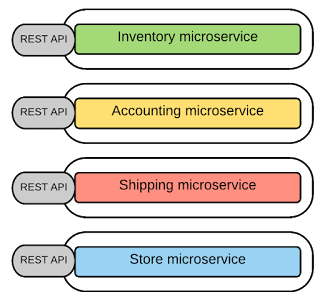 REST API
Inventory microservice
REST API
Accounting microservice
REST API
Shipping microservice
REST API
Store microservice